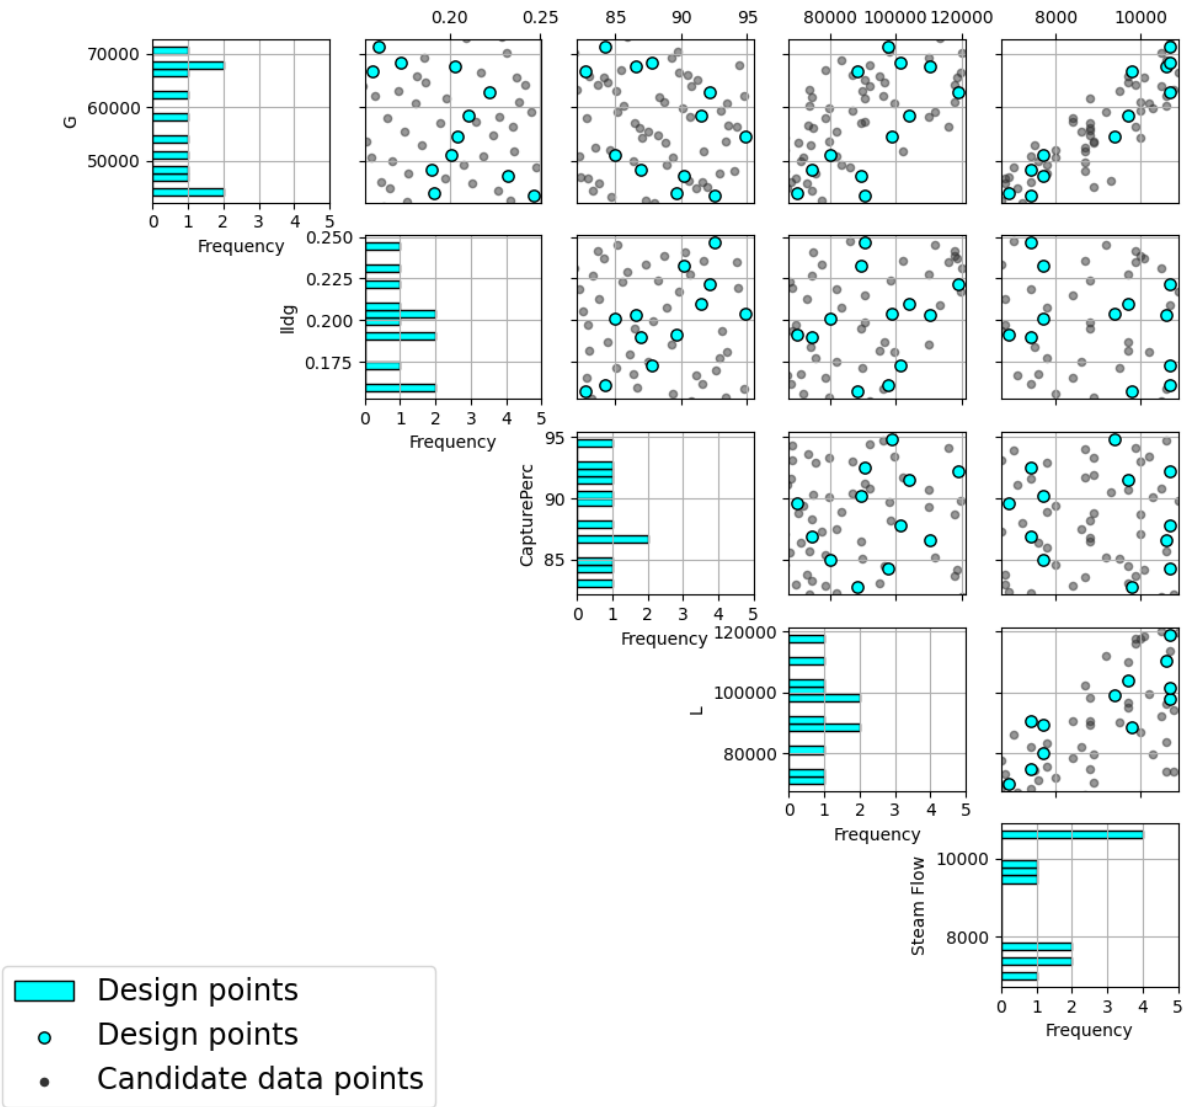 0.20 0.25 85 90 95 80000 100000 120000 8000 10000
70000
60000
50000
G
0 1 2 3 4 5
Frequency
0.250
0.225
0.200
0.175
lldg
0 1 2 3 4 5
Frequency
95
90
85
CapturePerc
0 1 2 3 4 5
Frequency
120000
100000
80000
L
0 1 2 3 4 5
Frequency
10000
8000
Steam Flow
0 1 2 3 4 5
Frequency
Design points
Design points
Candidate data points